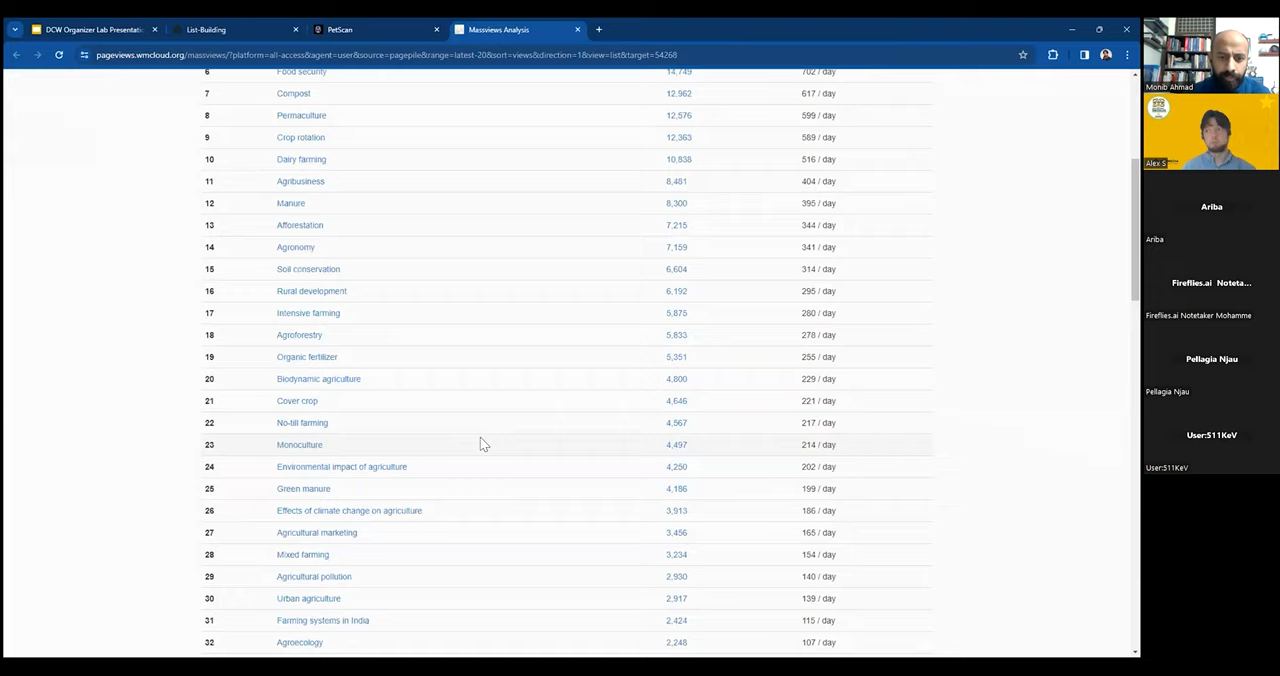 DCW Organizer Lab Presentati
List-Building
PetScan
Massviews Analysis
pageviews.wmcloud.org/massviews/?platform=all-access&agent=user&source=pagepile&range=latest-20&sort=views&direction=1&view=list&target=54268
6 Food security 14,749 702 / day
7 Compost 12,962 617 / day
8 Permaculture 12,576 599 / day
9 Crop rotation 12,363 589 / day
10 Dairy farming 10,838 516 / day
11 Agribusiness 8,481 404 / day
12 Manure 8,300 395 / day
13 Afforestation 7,215 344 / day
14 Agronomy 7,159 341 / day
15 Soil conservation 6,604 314 / day
16 Rural development 6,192 295 / day
17 Intensive farming 5,875 280 / day
18 Agroforestry 5,833 278 / day
19 Organic fertilizer 5,351 255 / day
20 Biodynamic agriculture 4,800 229 / day
21 Cover crop 4,646 221 / day
22 No-till farming 4,567 217 / day
23 Monoculture 4,497 214 / day
24 Environmental impact of agriculture 4,250 202 / day
25 Green manure 4,186 199 / day
26 Effects of climate change on agriculture 3,913 186 / day
27 Agricultural marketing 3,456 165 / day
28 Mixed farming 3,234 154 / day
29 Agricultural pollution 2,930 140 / day
30 Urban agriculture 2,917 139 / day
31 Farming systems in India 2,424 115 / day
32 Agroecology 2,248 107 / day
Mohib Ahmad
Alex S
Ariba
Ariba
Fireflies.ai Noteta...
Fireflies.ai Notetaker Mohamme
Pellagia Njau
Pellagia Njau
User:511KeV
User:511KeV